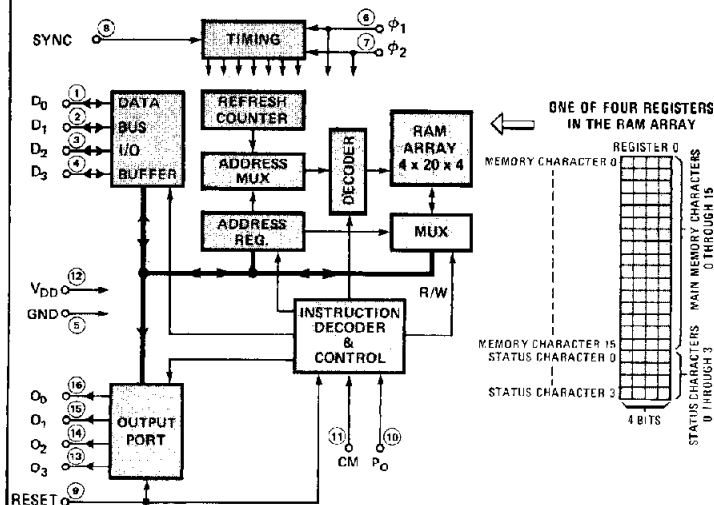 SYNC
8
TIMING
6
ϕ1
7
ϕ2
D0
1
D1
2
D2
3
D3
4
DATA
BUS
I/O
BUFFER
REFRESH
COUNTER
ADDRESS
MUX
ADDRESS
REG.
DECODER
RAM
ARRAY
4 x 20 x 4
MUX
R/W
VDD
12
GND
5
INSTRUCTION
DECODER
&
CONTROL
O0
16
O1
15
O2
14
O3
13
OUTPUT
PORT
11
CM
10
PO
RESET
9
ONE OF FOUR REGISTERS
IN THE RAM ARRAY
REGISTER 0
MEMORY CHARACTER 0
MEMORY CHARACTER 15
STATUS CHARACTER 0
STATUS CHARACTER 3
4 BITS
MAIN MEMORY CHARACTERS
0 THROUGH 15
STATUS CHARACTERS
0 THROUGH 3